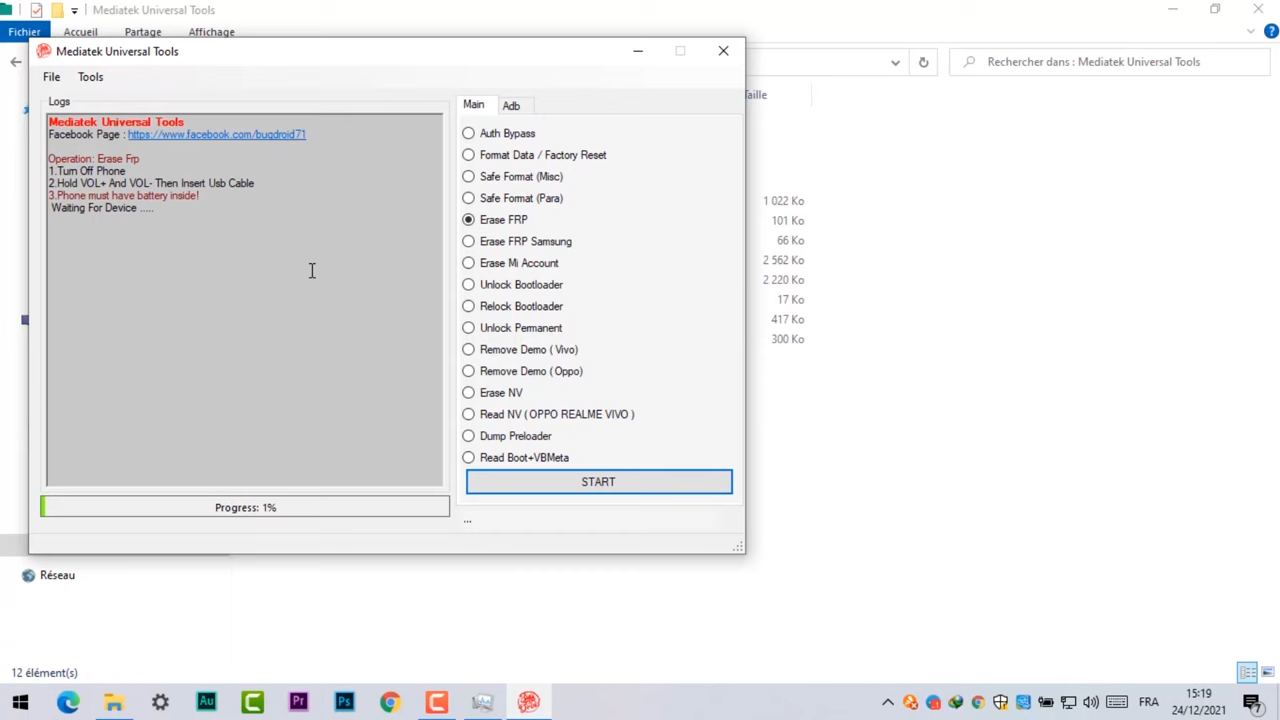 Mediatek Universal Tools
Fichier Accueil Partage Affichage
Mediatek Universal Tools
Rechercher dans : Mediatek Universal Tools
File Tools
Taille
Logs
Main Adb
Mediatek Universal Tools
Facebook Page : https://www.facebook.com/bugdroid71
Operation: Erase Frp
1.Turn Off Phone
2.Hold VOL+ And VOL- Then Insert Usb Cable
3.Phone must have battery inside!
Waiting For Device .....
Auth Bypass
Format Data / Factory Reset
Safe Format (Misc)
Safe Format (Para)
Erase FRP
Erase FRP Samsung
Erase Mi Account
Unlock Bootloader
Relock Bootloader
Unlock Permanent
Remove Demo ( Vivo)
Remove Demo ( Oppo)
Erase NV
Read NV ( OPPO REALME VIVO )
Dump Preloader
Read Boot+VBMeta
START
1 022 Ko
101 Ko
66 Ko
2 562 Ko
2 220 Ko
17 Ko
417 Ko
300 Ko
Progress: 1%
...
Réseau
12 élément(s)
Au
Pr
Ps
FRA
15:19
24/12/2021
7